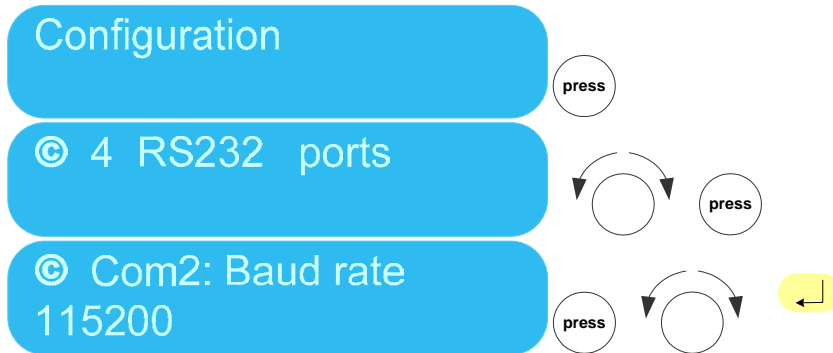 Configuration
press
© 4 RS232 ports
press
© Com2: Baud rate
115200
press